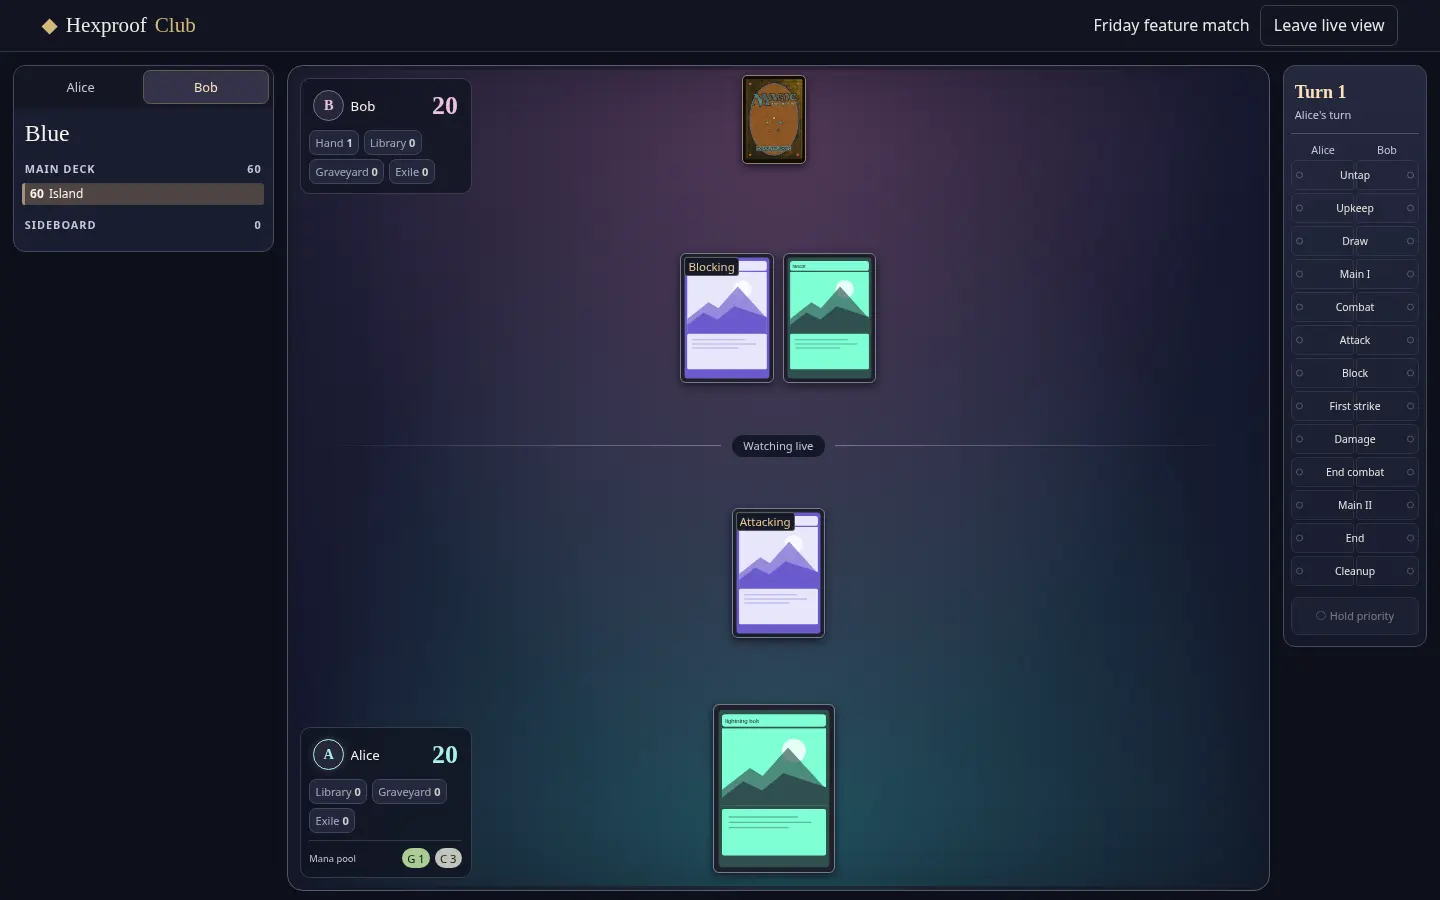 Hexproof Club
Friday feature match
Leave live view
Alice
Bob
Blue
MAIN DECK 60
60 Island
SIDEBOARD 0
B Bob 20
Hand 1 Library 0
Graveyard 0 Exile 0
MAGIC
Blocking
Watching live
Attacking
lightning bolt
A Alice 20
Library 0 Graveyard 0
Exile 0
Mana pool G 1 C 3
Turn 1
Alice's turn
Alice Bob
Untap
Upkeep
Draw
Main I
Combat
Attack
Block
First strike
Damage
End combat
Main II
End
Cleanup
Hold priority